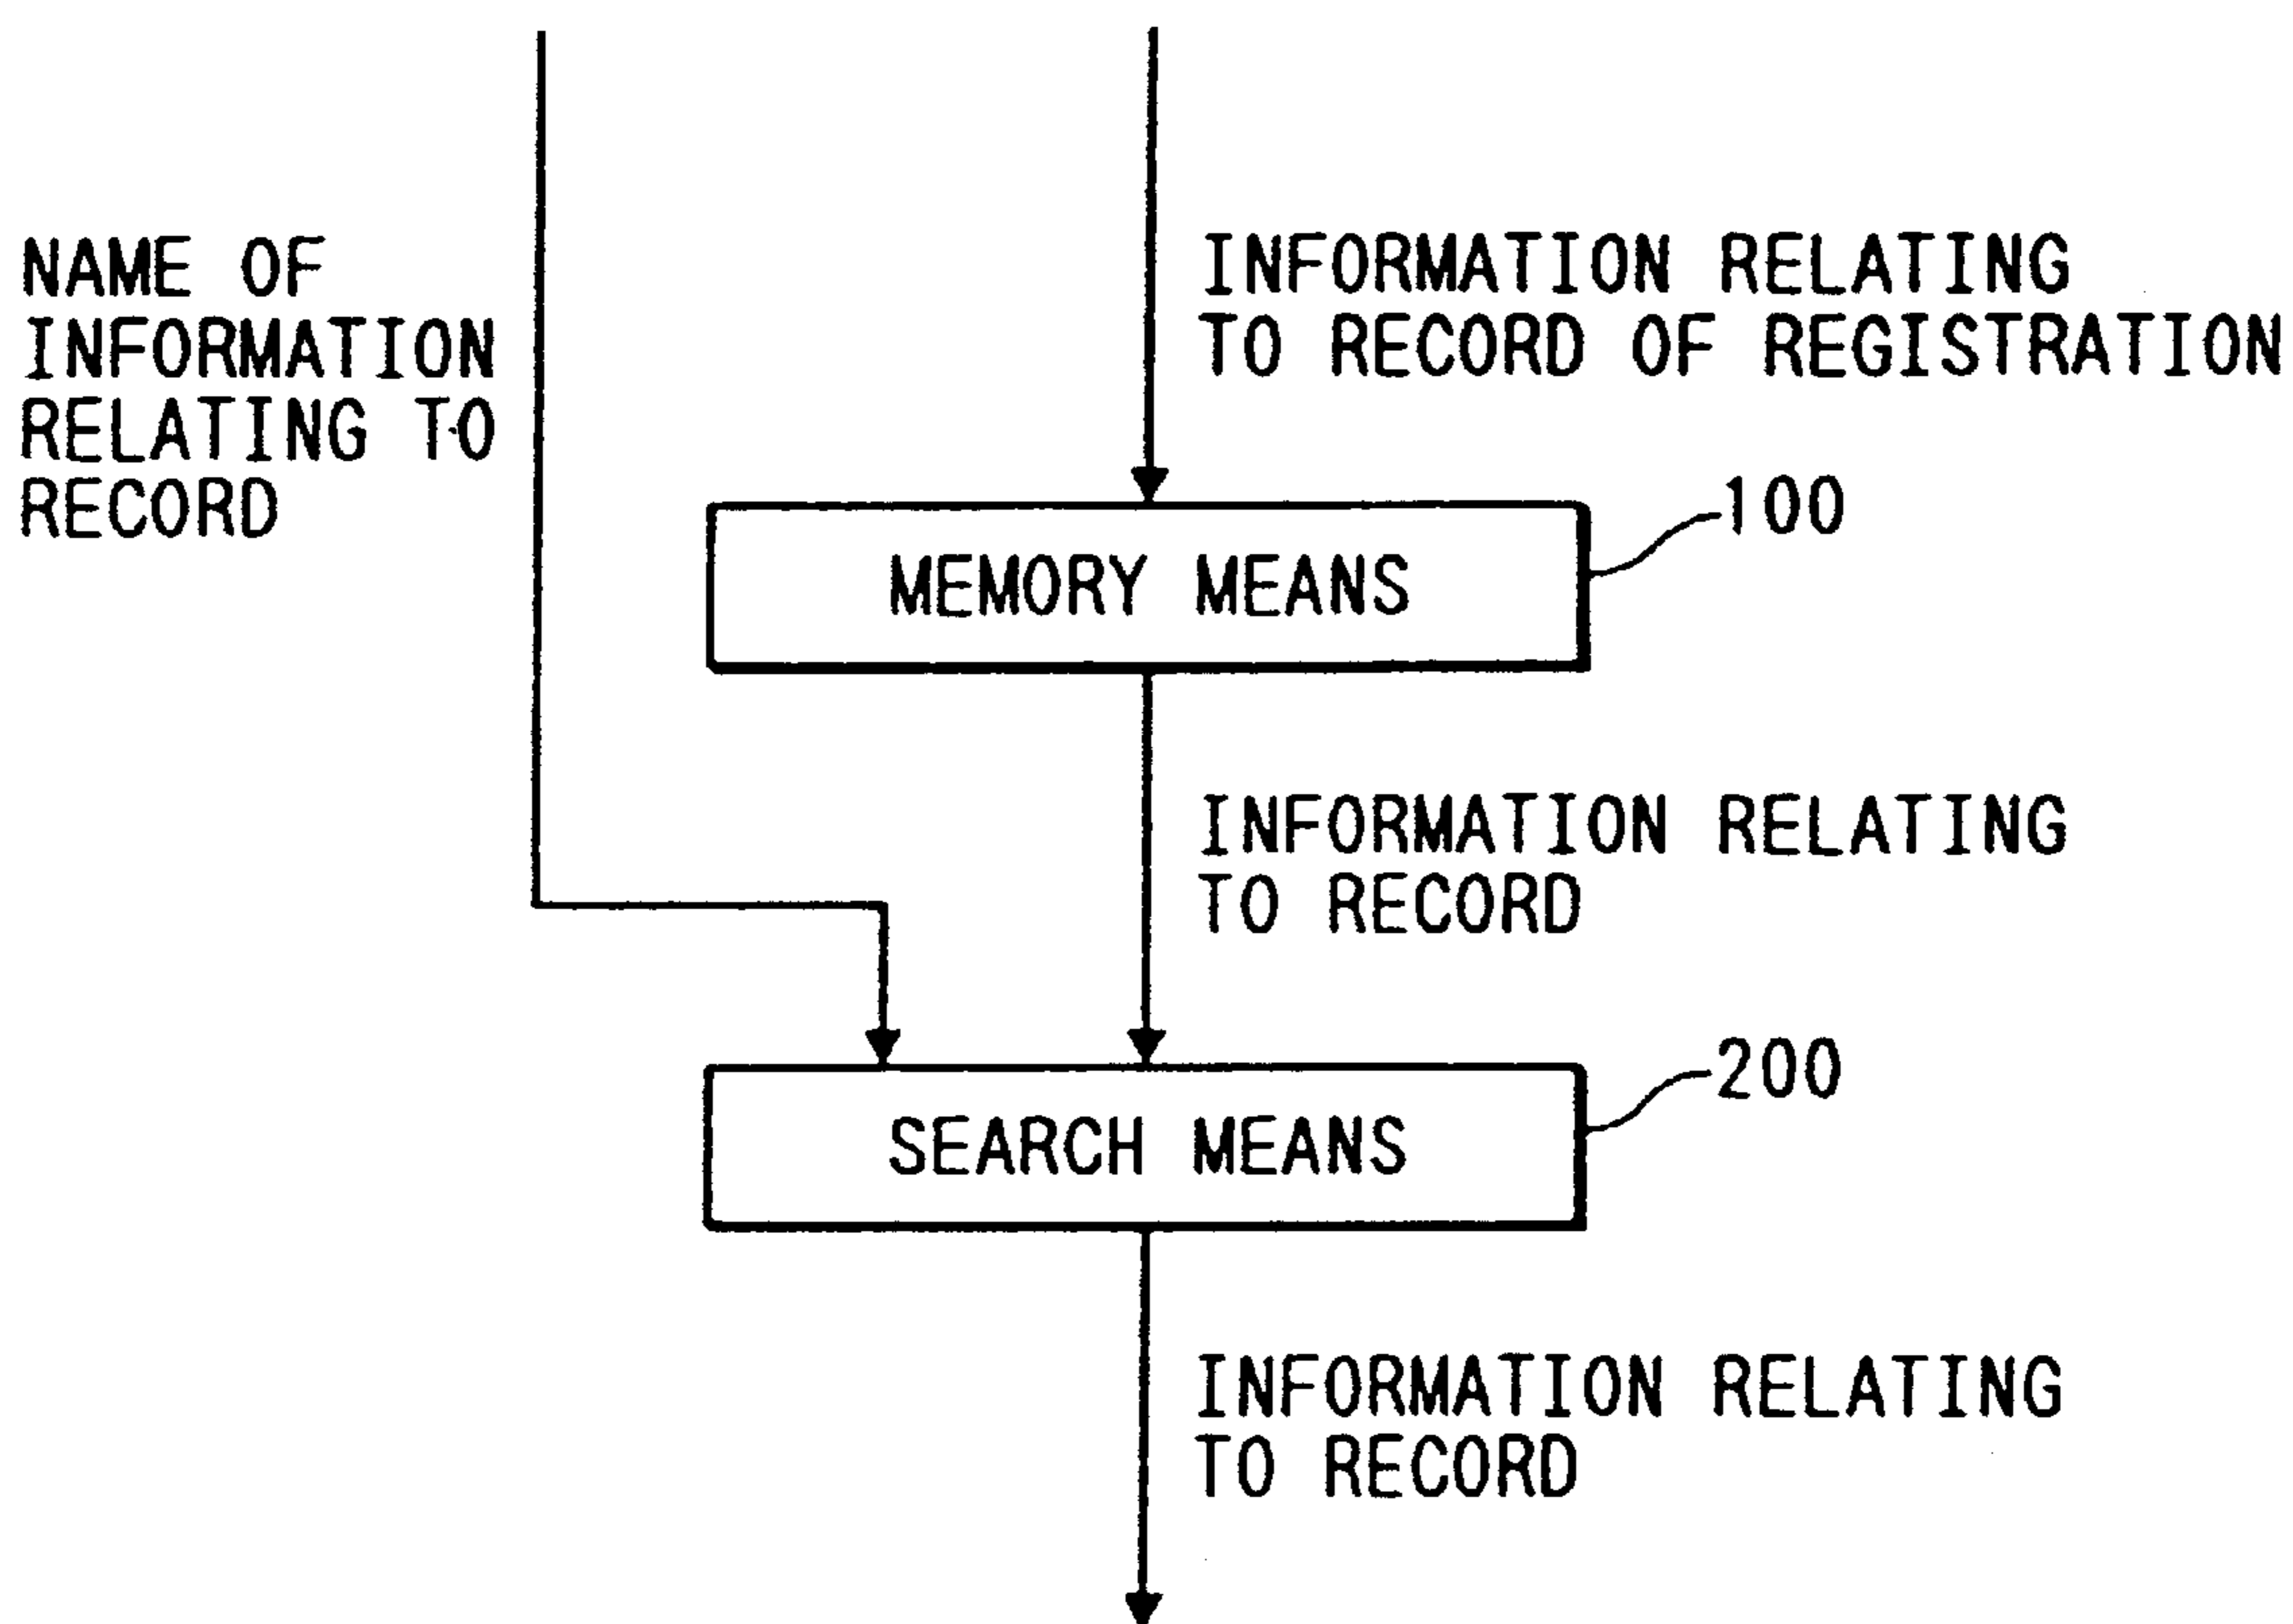 NAME OF
INFORMATION
RELATING TO
RECORD
INFORMATION RELATING
TO RECORD OF REGISTRATION
100
MEMORY MEANS
INFORMATION RELATING
TO RECORD
200
SEARCH MEANS
INFORMATION RELATING
TO RECORD